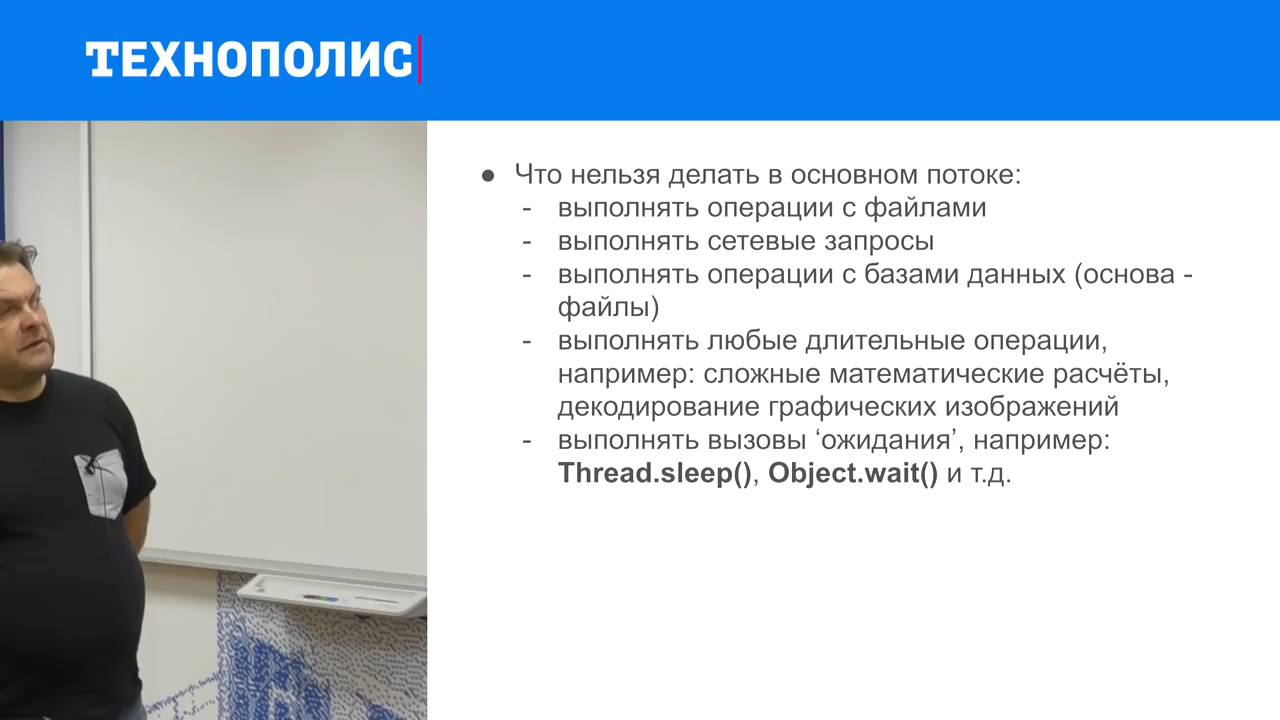 ТЕХНОПОЛИС
● Что нельзя делать в основном потоке:
- выполнять операции с файлами
- выполнять сетевые запросы
- выполнять операции с базами данных (основа -
файлы)
- выполнять любые длительные операции,
например: сложные математические расчёты,
декодирование графических изображений
- выполнять вызовы ‘ожидания’, например:
Thread.sleep(), Object.wait() и т.д.